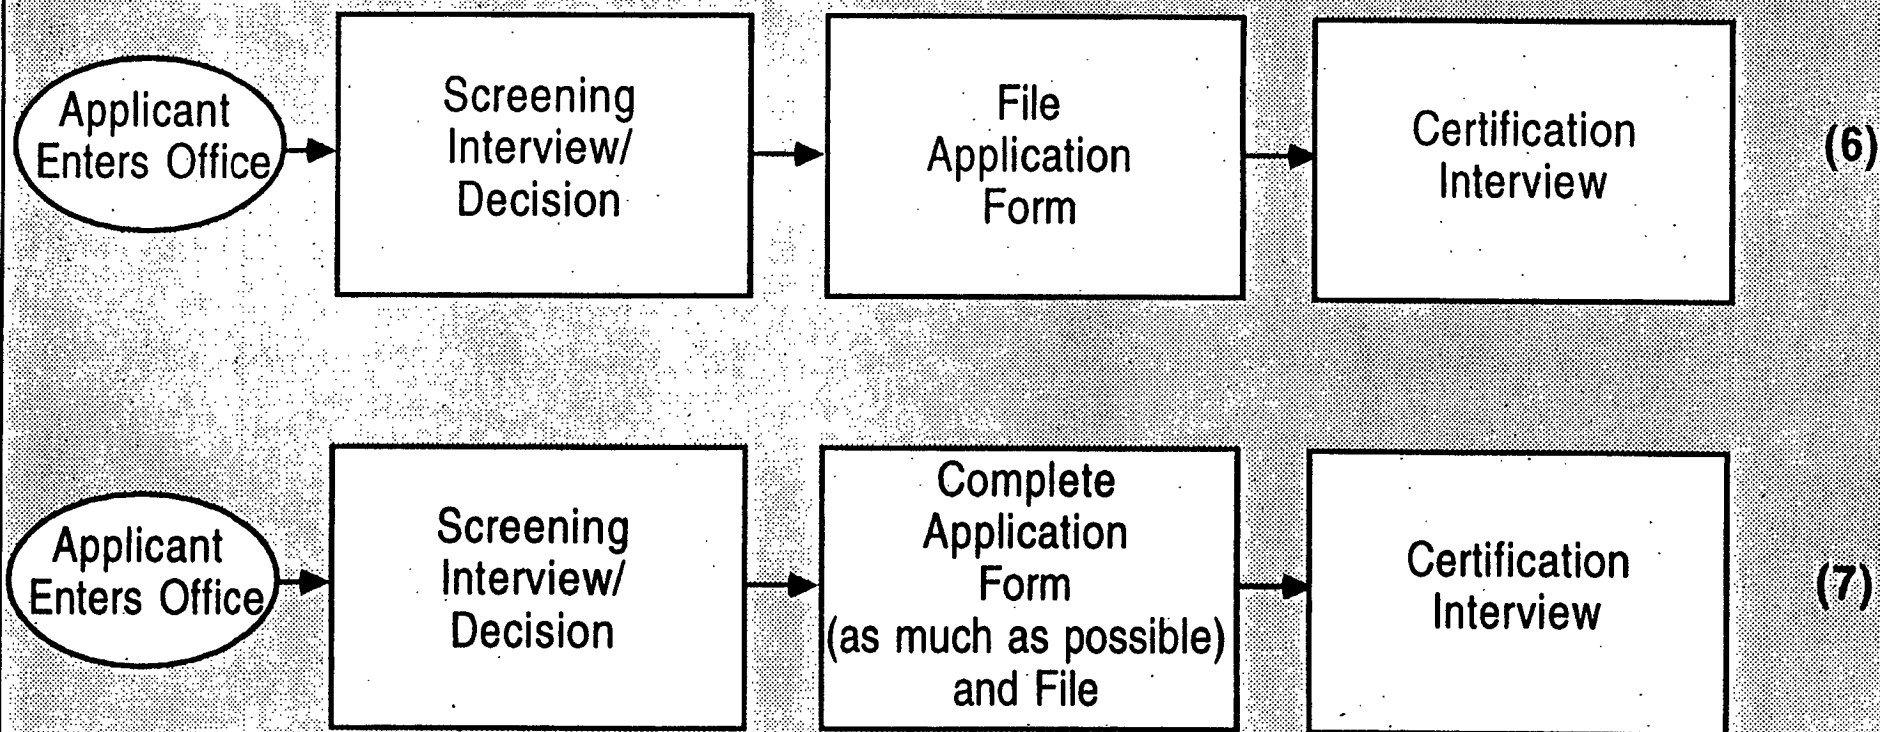 Applicant
Enters Office
Screening
Interview/
Decision
File
Application
Form
Certification
Interview
(6)
Applicant
Enters Office
Screening
Interview/
Decision
Complete
Application
Form
(as much as possible)
and File
Certification
Interview
(7)